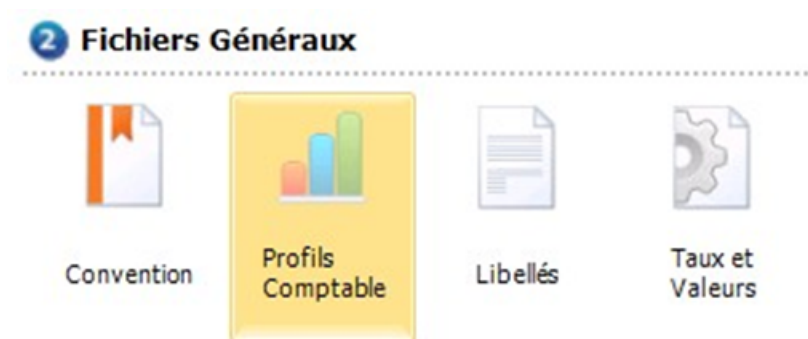 2 Fichiers Généraux
Convention
Profils
Comptable
Libellés
Taux et
Valeurs